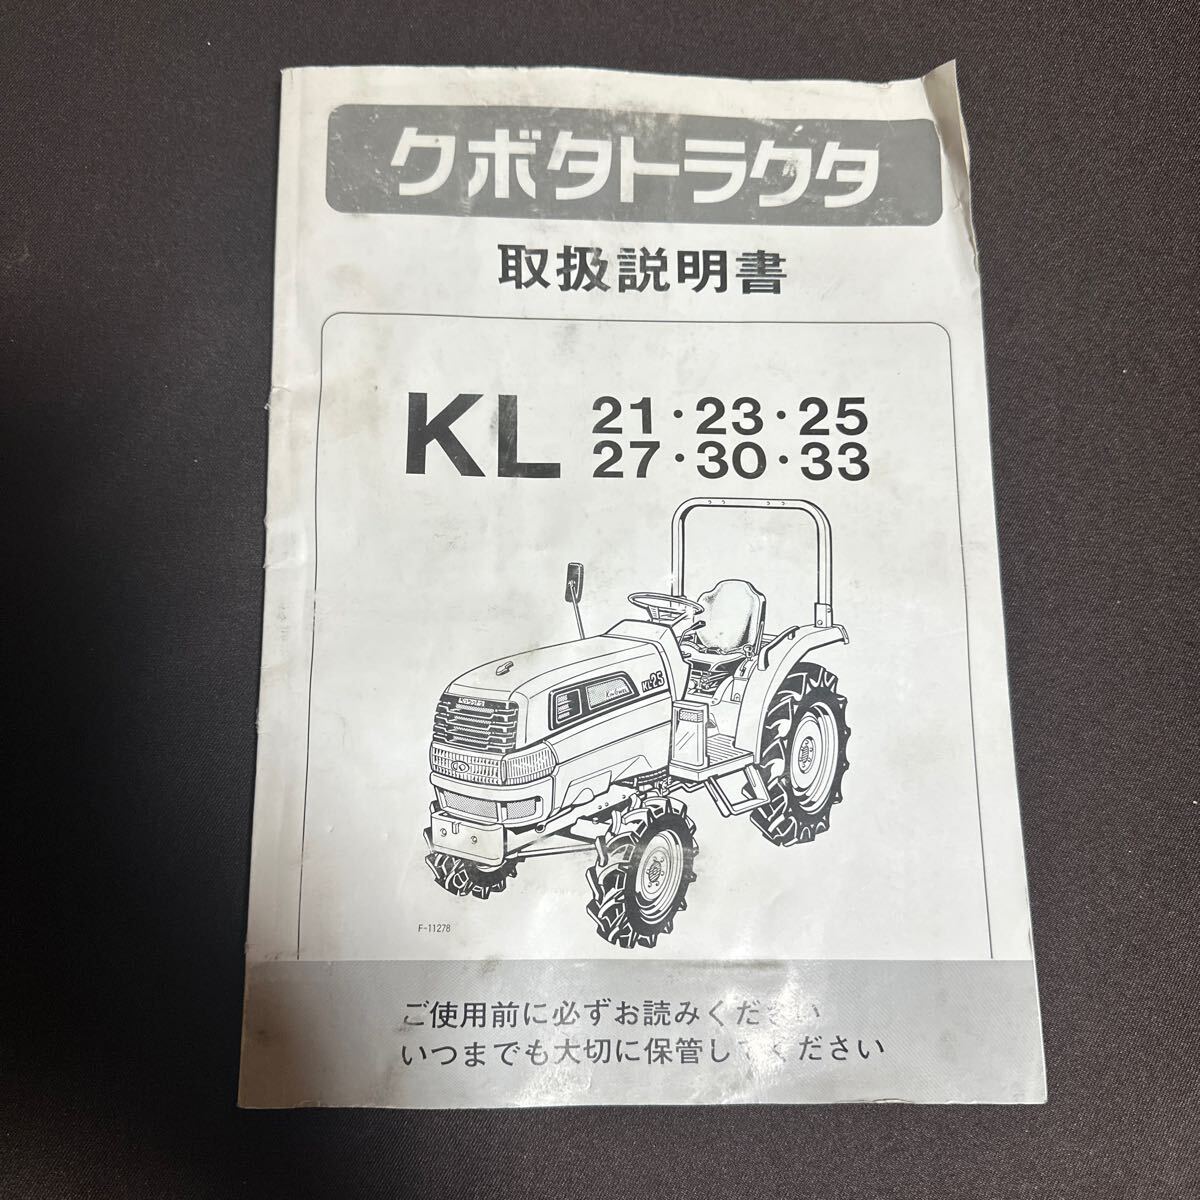 クボタトラクタ
取扱説明書
KL
21・23・25
27・30・33
KUBOTA
KL25
F-11278
ご使用前に必ずお読みください
いつまでも大切に保管してください